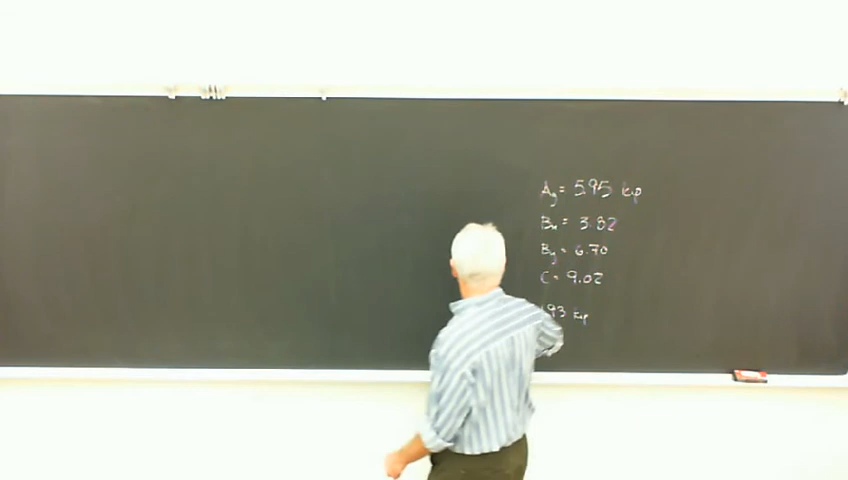 Ay = 5.95 kip
Bx = 3.82
By = 6.70
C = 9.02
.93 kip